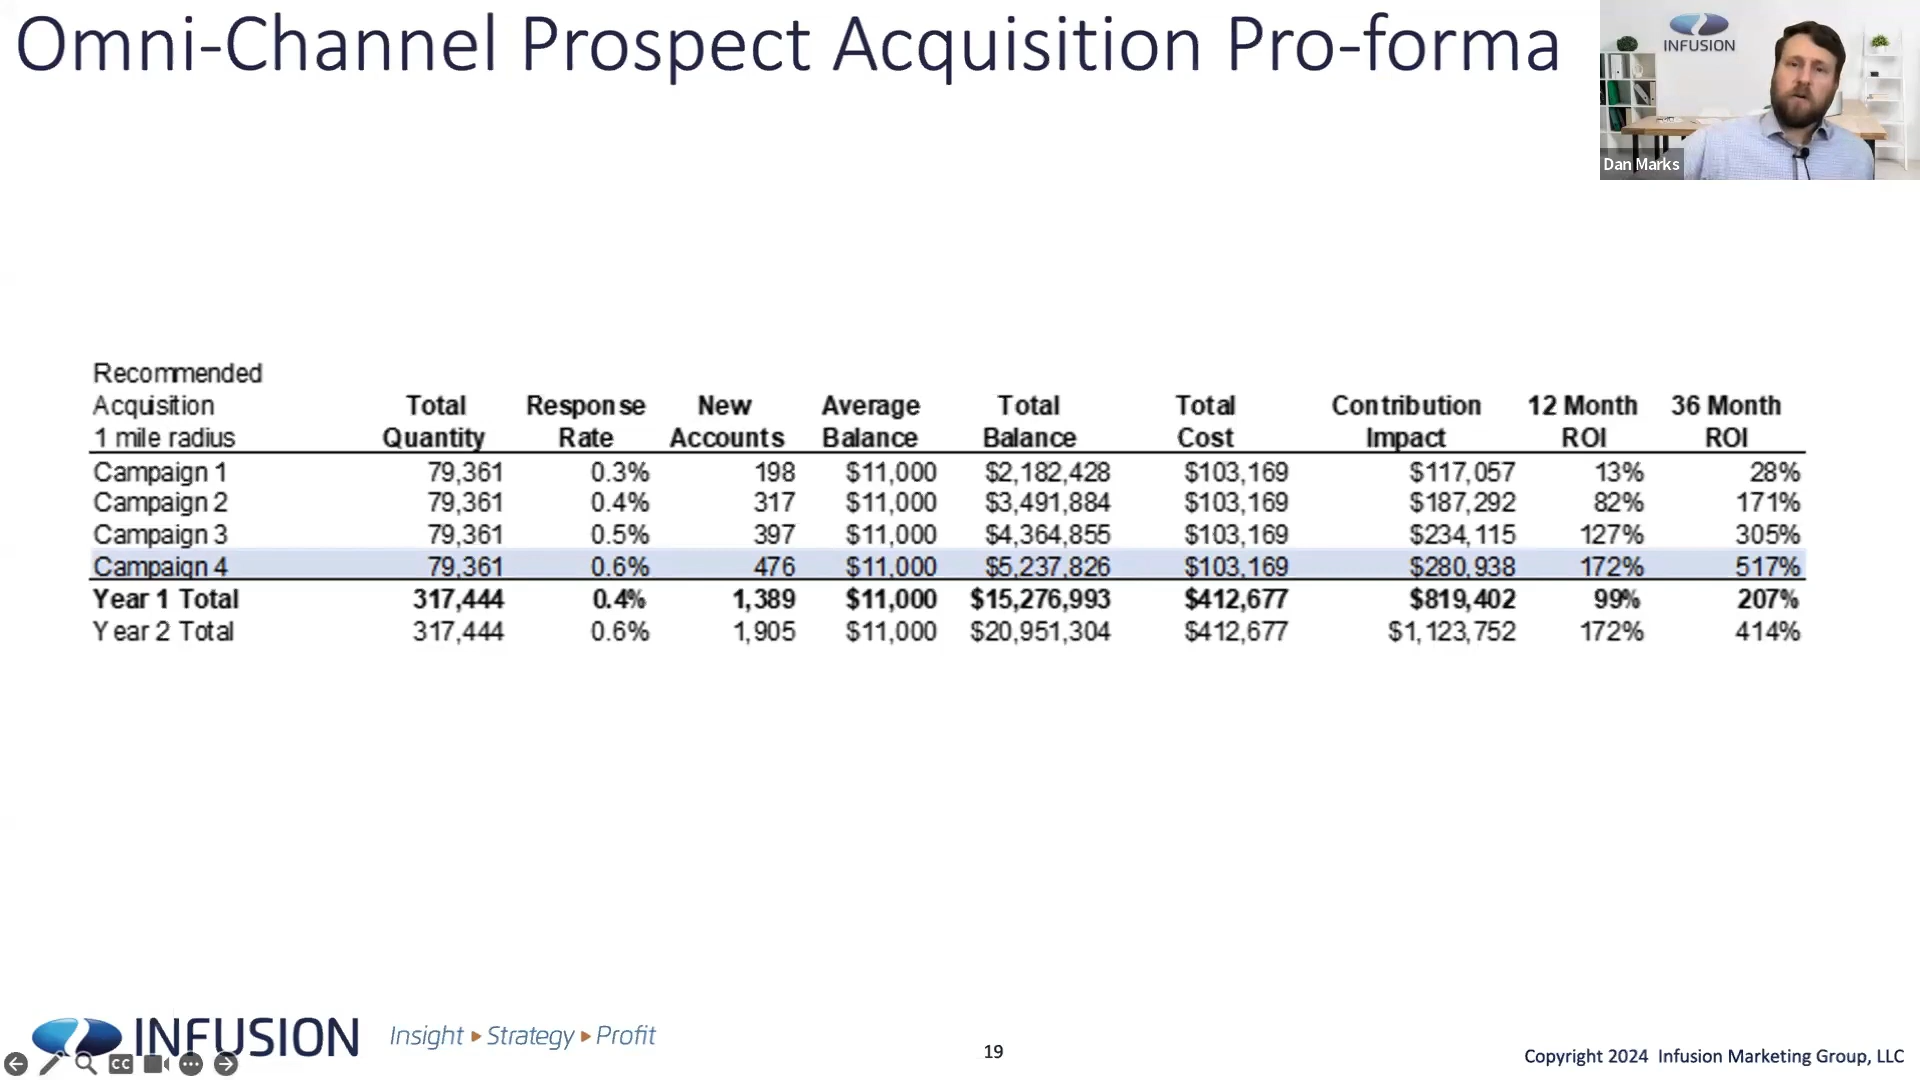 Omni-Channel Prospect Acquisition Pro-forma
INFUSION
Dan Marks
Recommended
Acquisition Total Response New Average Total Total Contribution 12 Month 36 Month
1 mile radius Quantity Rate Accounts Balance Balance Cost Impact ROI ROI
Campaign 1 79,361 0.3% 198 $11,000 $2,182,428 $103,169 $117,057 13% 28%
Campaign 2 79,361 0.4% 317 $11,000 $3,491,884 $103,169 $187,292 82% 171%
Campaign 3 79,361 0.5% 397 $11,000 $4,364,855 $103,169 $234,115 127% 305%
Campaign 4 79,361 0.6% 476 $11,000 $5,237,826 $103,169 $280,938 172% 517%
Year 1 Total 317,444 0.4% 1,389 $11,000 $15,276,993 $412,677 $819,402 99% 207%
Year 2 Total 317,444 0.6% 1,905 $11,000 $20,951,304 $412,677 $1,123,752 172% 414%
INFUSION Insight ▸ Strategy ▸ Profit
CC
19
Copyright 2024 Infusion Marketing Group, LLC